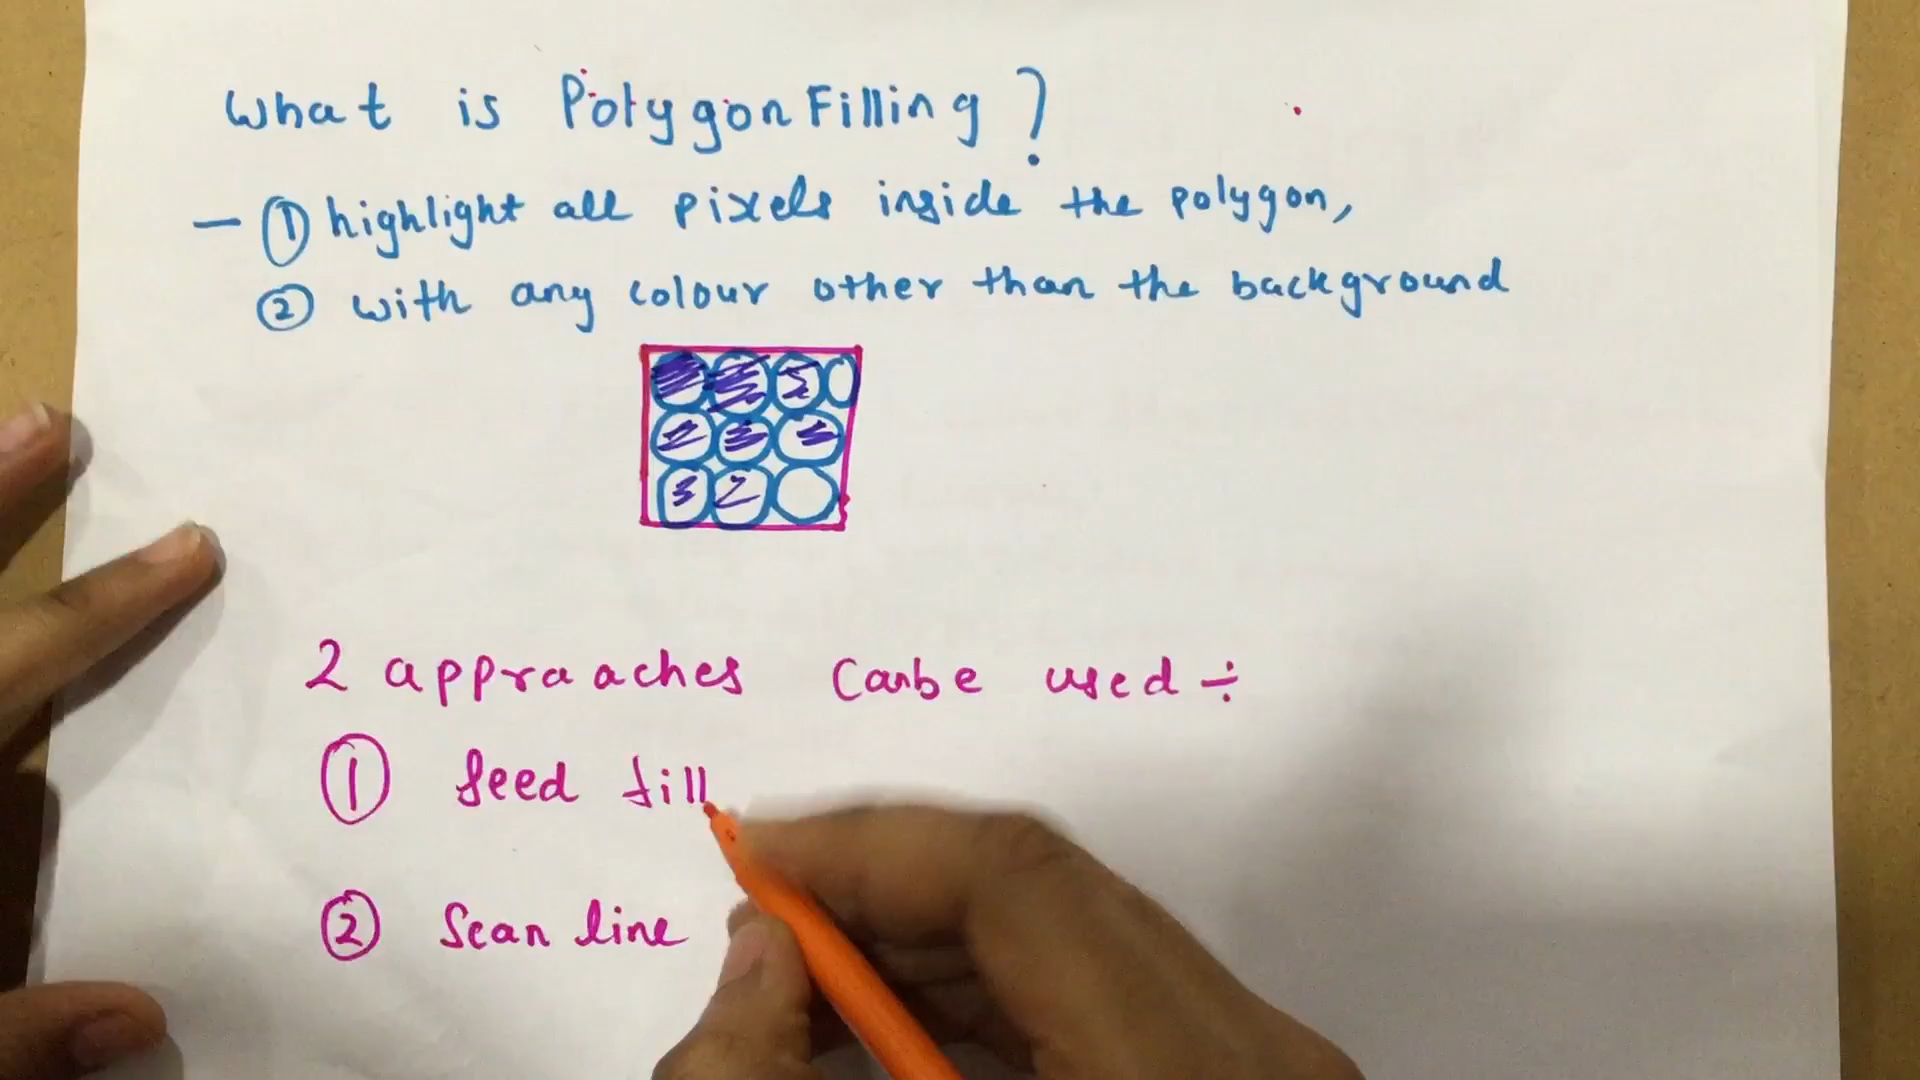 What is Polygon Filling?
- ① highlight all pixels inside the polygon,
② with any colour other than the background
2 appraaches Canbe used ÷
① Seed fill
② Scan line